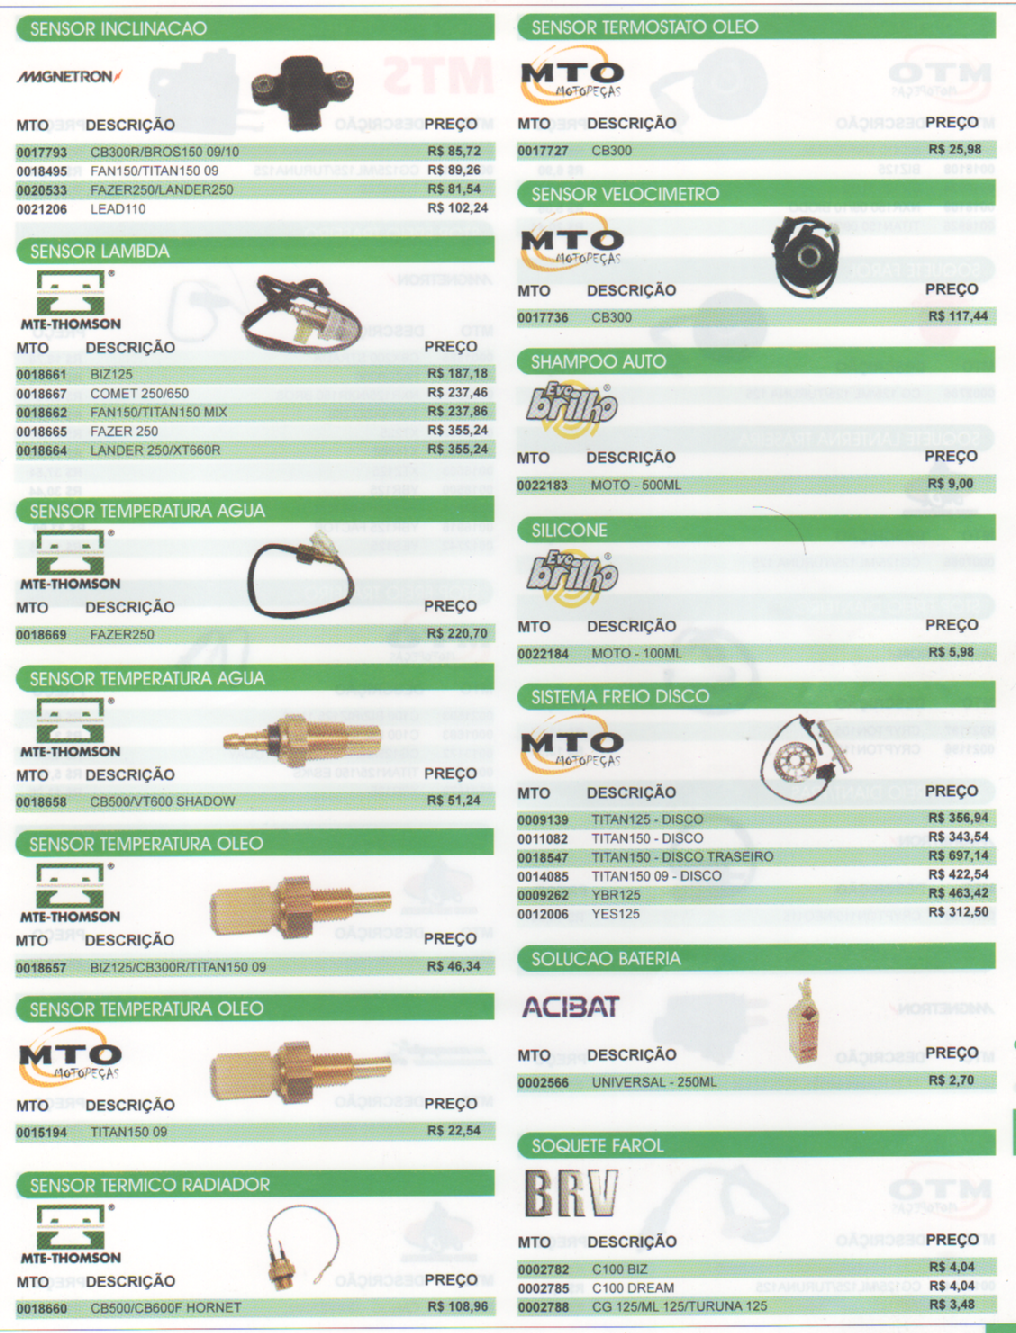 SENSOR INCLINACAO
MAGNETRON
MTO DESCRIÇÃO PREÇO
0017793 CB300R/BROS150 09/10 R$ 85,72
0018495 FAN150/TITAN150 09 R$ 89,26
0020533 FAZER250/LANDER250 R$ 81,54
0021206 LEAD110 R$ 102,24
SENSOR LAMBDA
MTE-THOMSON
MTO DESCRIÇÃO PREÇO
0018661 BIZ125 R$ 187,18
0018667 COMET 250/650 R$ 237,46
0018662 FAN150/TITAN150 MIX R$ 237,86
0018665 FAZER 250 R$ 355,24
0018664 LANDER 250/XT660R R$ 355,24
SENSOR TEMPERATURA AGUA
MTE-THOMSON
MTO DESCRIÇÃO PREÇO
0018669 FAZER250 R$ 220,70
SENSOR TEMPERATURA AGUA
MTE-THOMSON
MTO DESCRIÇÃO PREÇO
0018658 CB500/VT600 SHADOW R$ 51,24
SENSOR TEMPERATURA OLEO
MTE-THOMSON
MTO DESCRIÇÃO PREÇO
0018657 BIZ125/CB300R/TITAN150 09 R$ 46,34
SENSOR TEMPERATURA OLEO
MTO
MOTOPEÇAS
MTO DESCRIÇÃO PREÇO
0015194 TITAN150 09 R$ 22,54
SENSOR TERMICO RADIADOR
MTE-THOMSON
MTO DESCRIÇÃO PREÇO
0018660 CB500/CB600F HORNET R$ 108,96
SENSOR TERMOSTATO OLEO
MTO
MOTOPEÇAS
MTO DESCRIÇÃO PREÇO
0017727 CB300 R$ 25,98
SENSOR VELOCIMETRO
MTO
MOTOPEÇAS
MTO DESCRIÇÃO PREÇO
0017736 CB300 R$ 117,44
SHAMPOO AUTO
Evo brilho
MTO DESCRIÇÃO PREÇO
0022183 MOTO - 500ML R$ 9,00
SILICONE
Evo brilho
MTO DESCRIÇÃO PREÇO
0022184 MOTO - 100ML R$ 5,98
SISTEMA FREIO DISCO
MTO
MOTOPEÇAS
MTO DESCRIÇÃO PREÇO
0009139 TITAN125 - DISCO R$ 356,94
0011082 TITAN150 - DISCO R$ 343,54
0018547 TITAN150 - DISCO TRASEIRO R$ 697,14
0014085 TITAN150 09 - DISCO R$ 422,54
0009262 YBR125 R$ 463,42
0012006 YES125 R$ 312,50
SOLUCAO BATERIA
ACIBAT
MTO DESCRIÇÃO PREÇO
0002566 UNIVERSAL - 250ML R$ 2,70
SOQUETE FAROL
BRV
MTO DESCRIÇÃO PREÇO
0002782 C100 BIZ R$ 4,04
0002785 C100 DREAM R$ 4,04
0002788 CG 125/ML 125/TURUNA 125 R$ 3,48